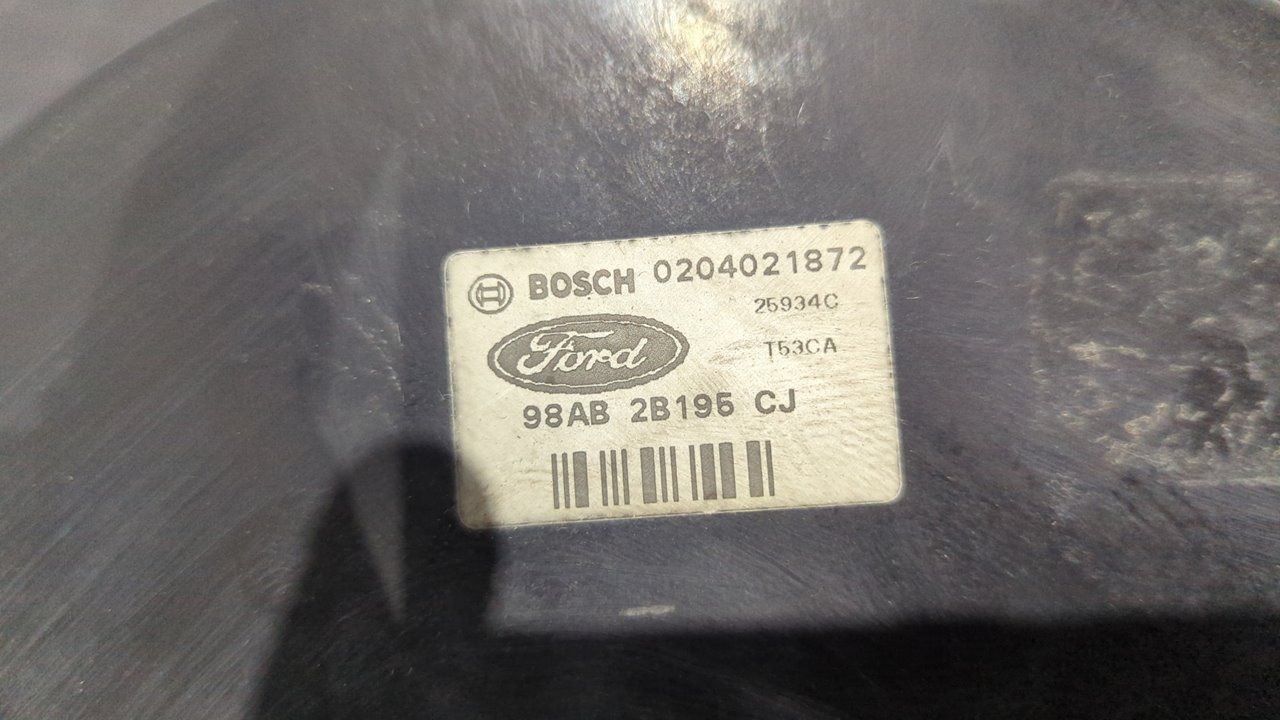 BOSCH 0204021872
25934C
Ford T53CA
98AB 2B195 CJ